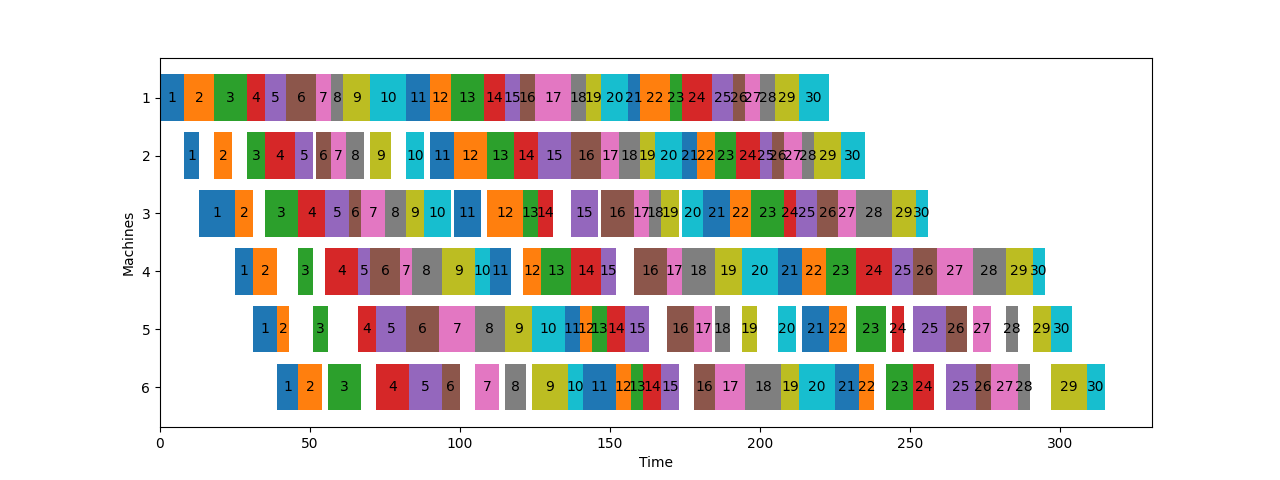 1 1 2 3 4 5 6 7 8 9 10 11 12 13 14 15 16 17 18 19 20 21 22 23 24 25 26 27 28 29 30
2 1 2 3 4 5 6 7 8 9 10 11 12 13 14 15 16 17 18 19 20 21 22 23 24 25 26 27 28 29 30
3 1 2 3 4 5 6 7 8 9 10 11 12 13 14 15 16 17 18 19 20 21 22 23 24 25 26 27 28 29 30
Machines
4 1 2 3 4 5 6 7 8 9 10 11 12 13 14 15 16 17 18 19 20 21 22 23 24 25 26 27 28 29 30
5 1 2 3 4 5 6 7 8 9 10 11 12 13 14 15 16 17 18 19 20 21 22 23 24 25 26 27 28 29 30
6 1 2 3 4 5 6 7 8 9 10 11 12 13 14 15 16 17 18 19 20 21 22 23 24 25 26 27 28 29 30
0 50 100 150 200 250 300
Time